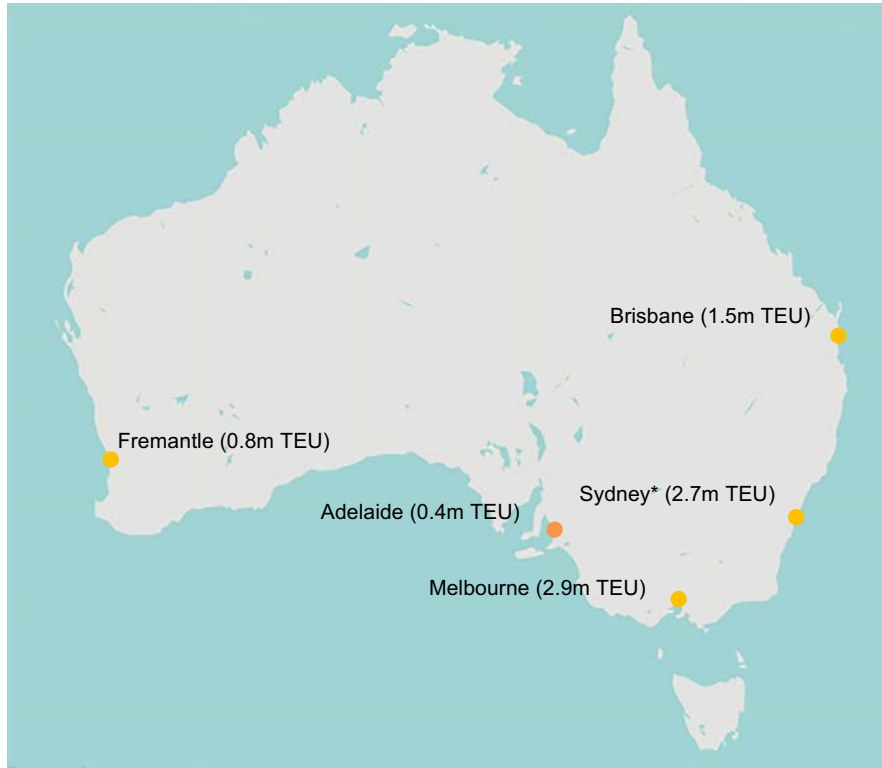 Brisbane (1.5m TEU)
Fremantle (0.8m TEU)
Sydney* (2.7m TEU)
Adelaide (0.4m TEU)
Melbourne (2.9m TEU)